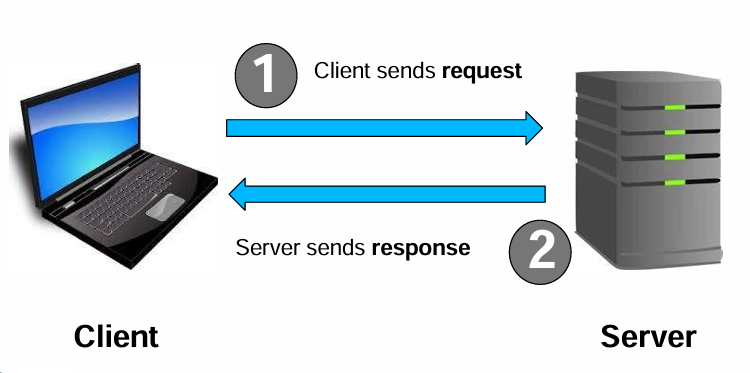 1
Client sends request
Server sends response
2
Client
Server